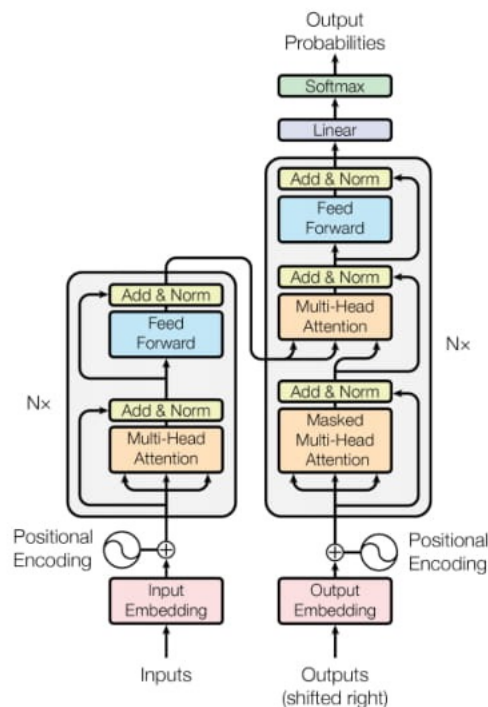 Output
Probabilities
Softmax
Linear
Add & Norm
Feed
Forward
Add & Norm
Multi-Head
Attention
Add & Norm
Masked
Multi-Head
Attention
Nx
Positional
Encoding
Output
Embedding
Outputs
(shifted right)
Add & Norm
Feed
Forward
Add & Norm
Multi-Head
Attention
Nx
Positional
Encoding
Input
Embedding
Inputs